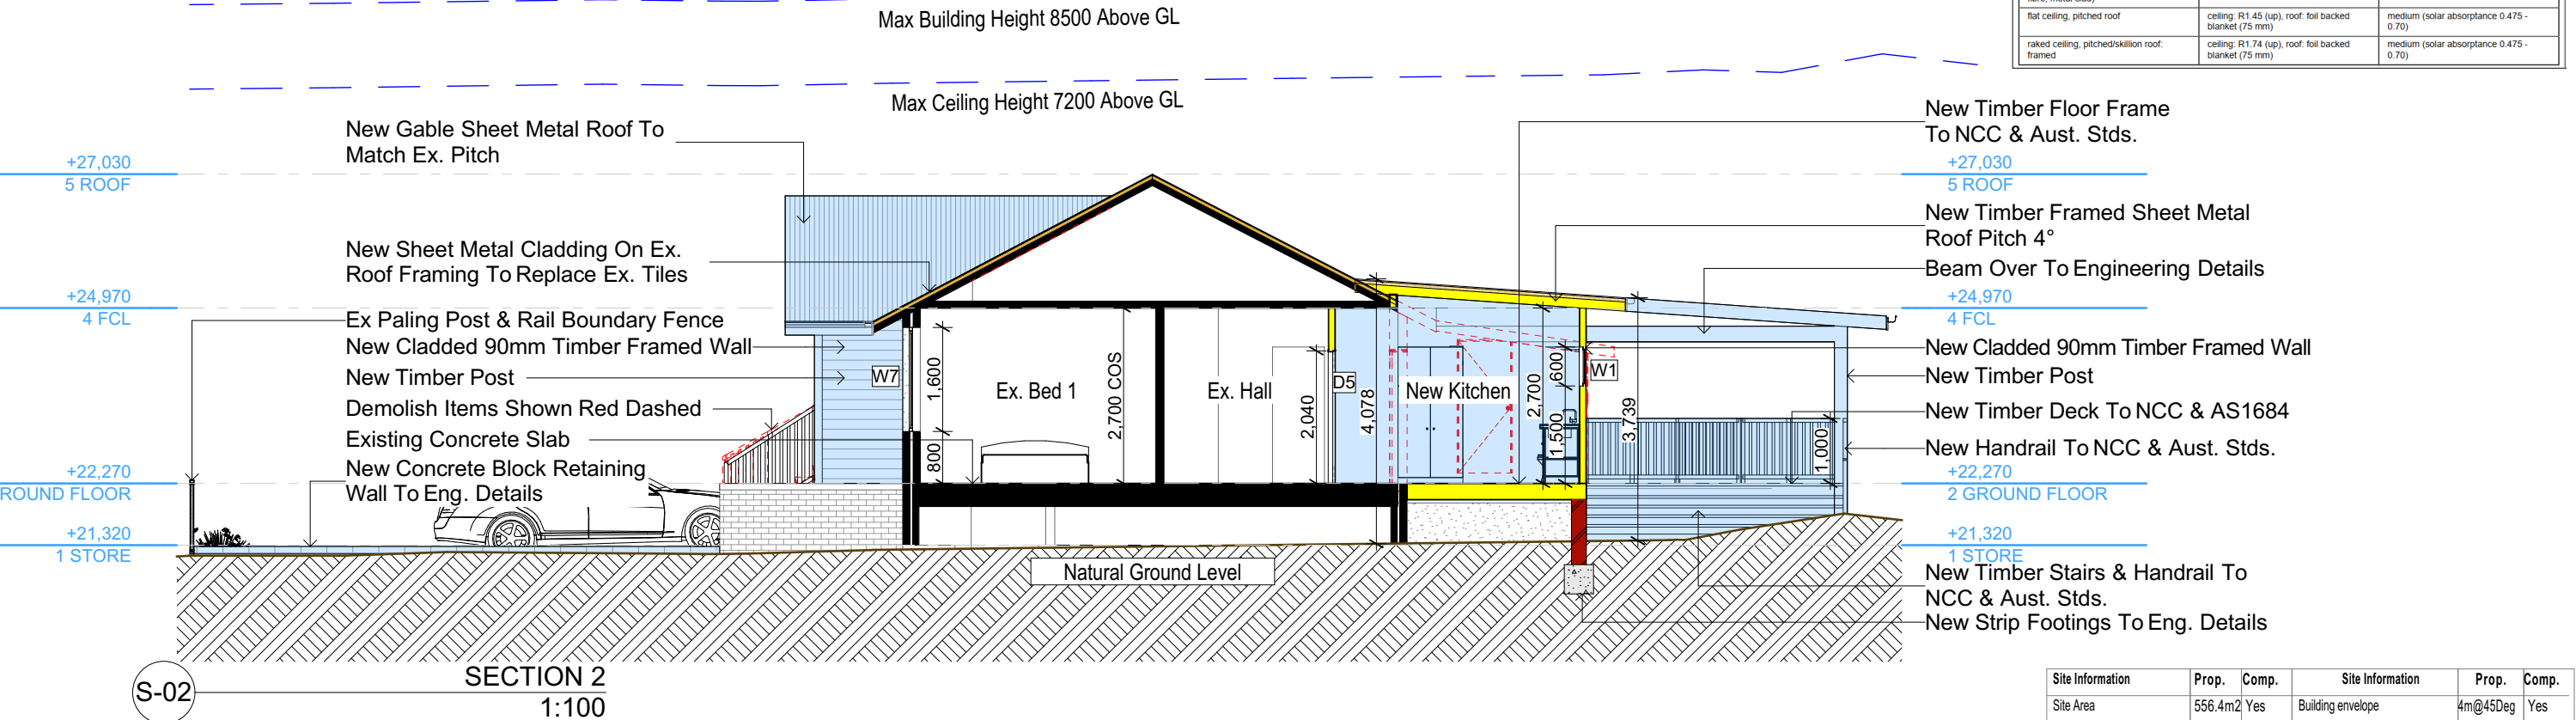 Max Building Height 8500 Above GL
Max Ceiling Height 7200 Above GL
flat ceiling, pitched roof
ceiling: R1.45 (up), roof: foil backed
blanket (75 mm)
medium (solar absorptance 0.475 -
0.70)
raked ceiling, pitched/skillion roof:
framed
ceiling: R1.74 (up), roof: foil backed
blanket (75 mm)
medium (solar absorptance 0.475 -
0.70)
New Gable Sheet Metal Roof To
Match Ex. Pitch
+27,030
5 ROOF
New Sheet Metal Cladding On Ex.
Roof Framing To Replace Ex. Tiles
+24,970
4 FCL
Ex Paling Post & Rail Boundary Fence
New Cladded 90mm Timber Framed Wall
New Timber Post
Demolish Items Shown Red Dashed
Existing Concrete Slab
New Concrete Block Retaining
Wall To Eng. Details
+22,270
ROUND FLOOR
+21,320
1 STORE
W7
1,600
800
Ex. Bed 1
2,700 COS
Ex. Hall
2,040
D5
4,078
New Kitchen
2,700
600
1,500
W1
3,739
1,000
Natural Ground Level
New Timber Floor Frame
To NCC & Aust. Stds.
+27,030
5 ROOF
New Timber Framed Sheet Metal
Roof Pitch 4°
Beam Over To Engineering Details
+24,970
4 FCL
New Cladded 90mm Timber Framed Wall
New Timber Post
New Timber Deck To NCC & AS1684
New Handrail To NCC & Aust. Stds.
+22,270
2 GROUND FLOOR
+21,320
1 STORE
New Timber Stairs & Handrail To
NCC & Aust. Stds.
New Strip Footings To Eng. Details
S-02
SECTION 2
1:100
Site Information Prop. Comp. Site Information Prop. Comp.
Site Area 556.4m2 Yes Building envelope 4m@45Deg Yes